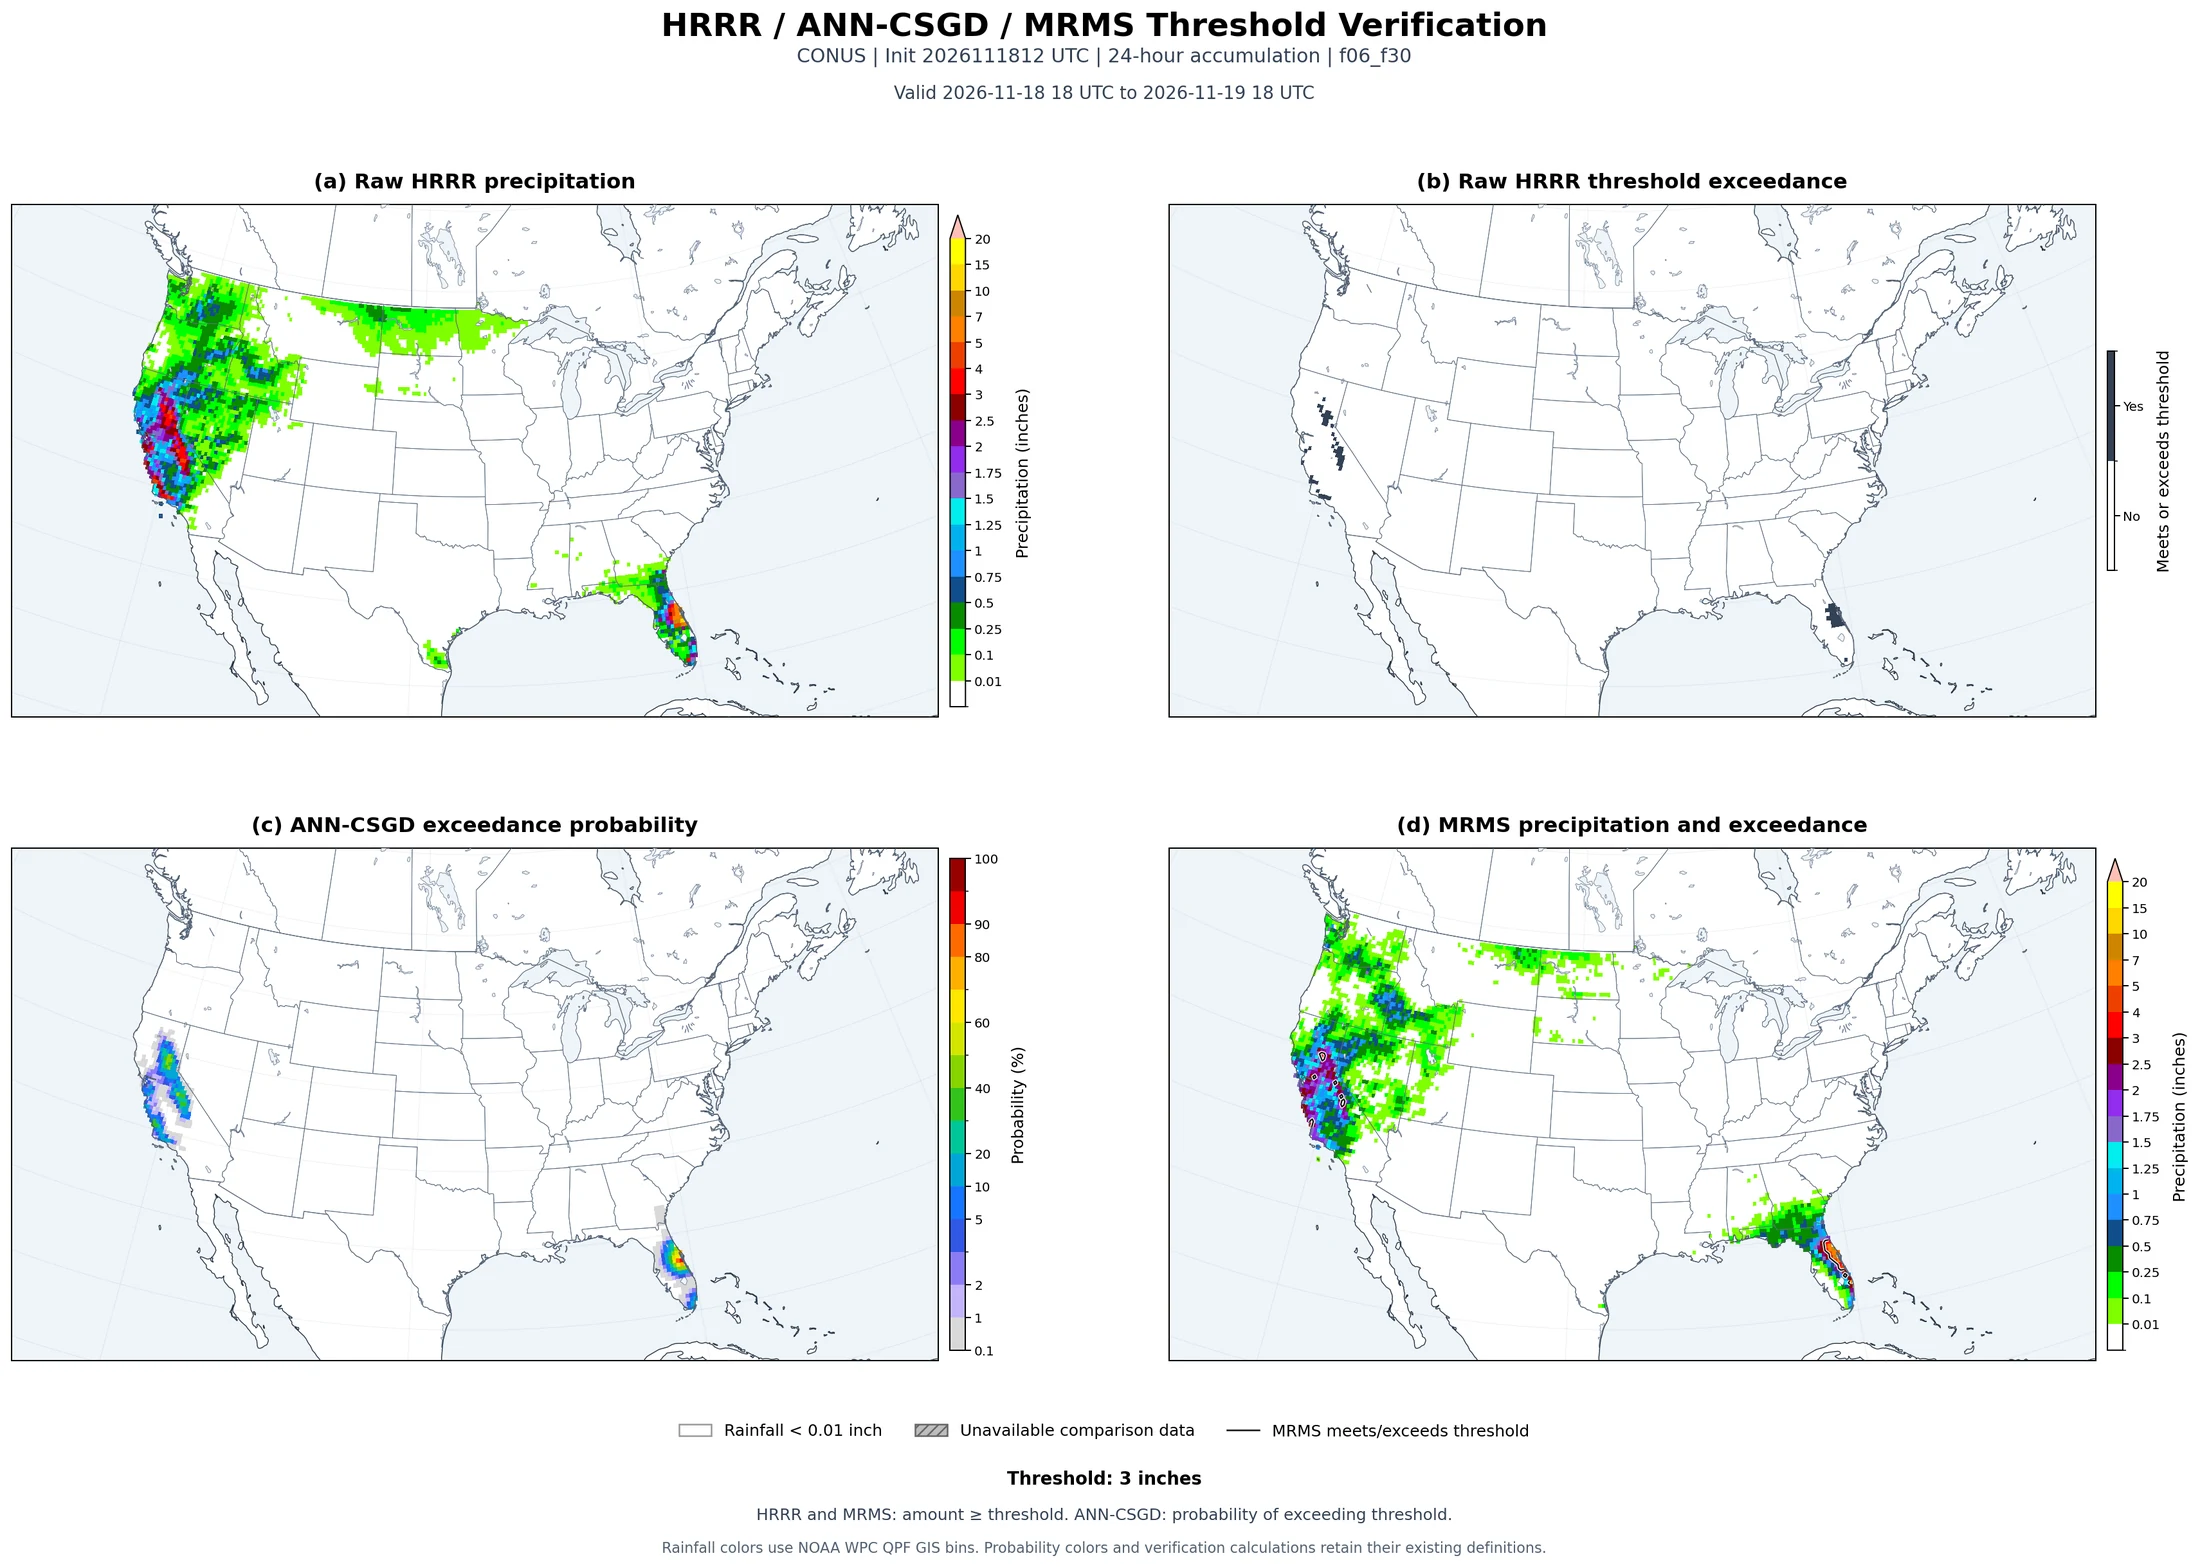 HRRR / ANN-CSGD / MRMS Threshold Verification
CONUS | Init 2026111812 UTC | 24-hour accumulation | f06_f30
Valid 2026-11-18 18 UTC to 2026-11-19 18 UTC
(a) Raw HRRR precipitation
20
15
10
7
5
4
3
2.5
2
1.75
1.5
1.25
1
0.75
0.5
0.25
0.1
0.01
Precipitation (inches)
(b) Raw HRRR threshold exceedance
Yes
No
Meets or exceeds threshold
(c) ANN-CSGD exceedance probability
100
90
80
60
40
20
10
5
2
1
0.1
Probability (%)
(d) MRMS precipitation and exceedance
20
15
10
7
5
4
3
2.5
2
1.75
1.5
1.25
1
0.75
0.5
0.25
0.1
0.01
Precipitation (inches)
Rainfall < 0.01 inch
Unavailable comparison data
MRMS meets/exceeds threshold
Threshold: 3 inches
HRRR and MRMS: amount ≥ threshold. ANN-CSGD: probability of exceeding threshold.
Rainfall colors use NOAA WPC QPF GIS bins. Probability colors and verification calculations retain their existing definitions.